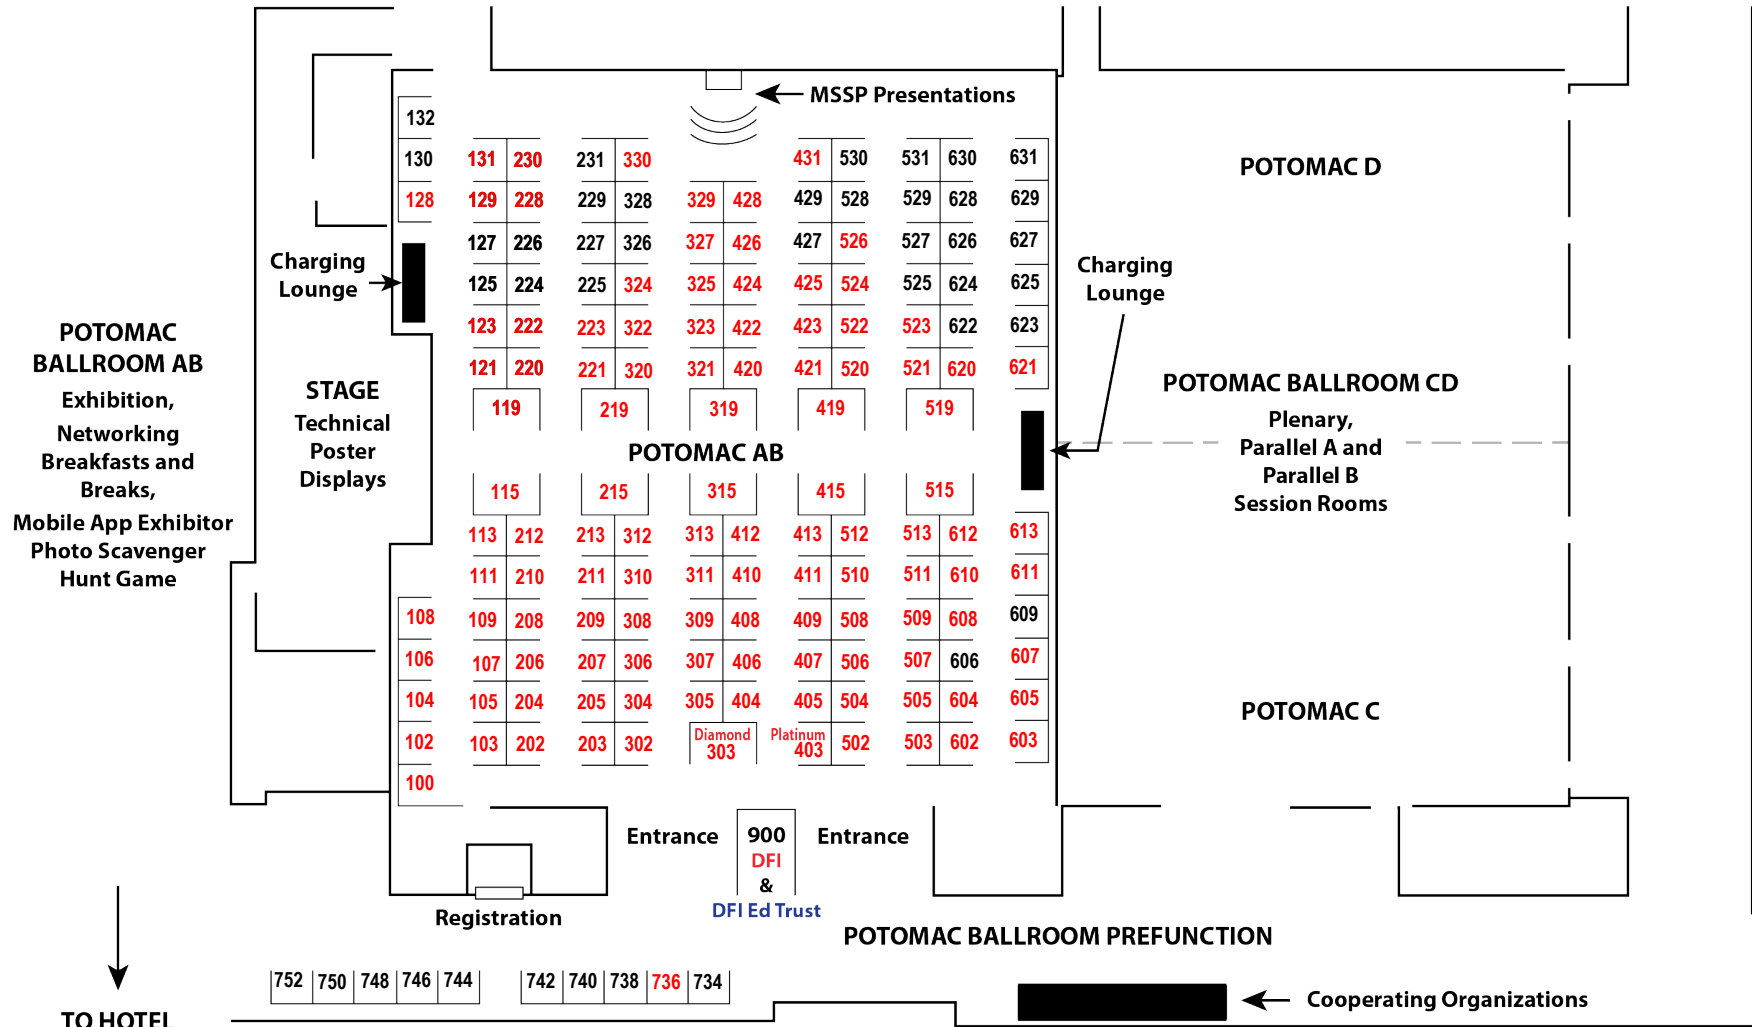 MSSP Presentations
132
130
128
131 230
231 330
431 530
531 630
631
129 228
229 328
329 428
429 528
529 628
629
127 226
227 326
327 426
427 526
527 626
627
125 224
225 324
325 424
425 524
525 624
625
123 222
223 322
323 422
423 522
523 622
623
121 220
221 320
321 420
421 520
521 620
621
119
219
319
419
519
POTOMAC AB
115
215
315
415
515
113 212
213 312
313 412
413 512
513 612
613
111 210
211 310
311 410
411 510
511 610
611
109 208
209 308
309 408
409 508
509 608
609
107 206
207 306
307 406
407 506
507 606
607
105 204
205 304
305 404
405 504
505 604
605
103 202
203 302
Diamond
303
Platinum
403 502
503 602
603
108
106
104
102
100
Charging
Lounge
STAGE
Technical
Poster
Displays
POTOMAC
BALLROOM AB
Exhibition,
Networking
Breakfasts and
Breaks,
Mobile App Exhibitor
Photo Scavenger
Hunt Game
Charging
Lounge
POTOMAC D
POTOMAC BALLROOM CD
Plenary,
Parallel A and
Parallel B
Session Rooms
POTOMAC C
Entrance
900
DFI
&
DFI Ed Trust
Entrance
Registration
POTOMAC BALLROOM PREFUNCTION
752 750 748 746 744
742 740 738 736 734
Cooperating Organizations
TO HOTEL